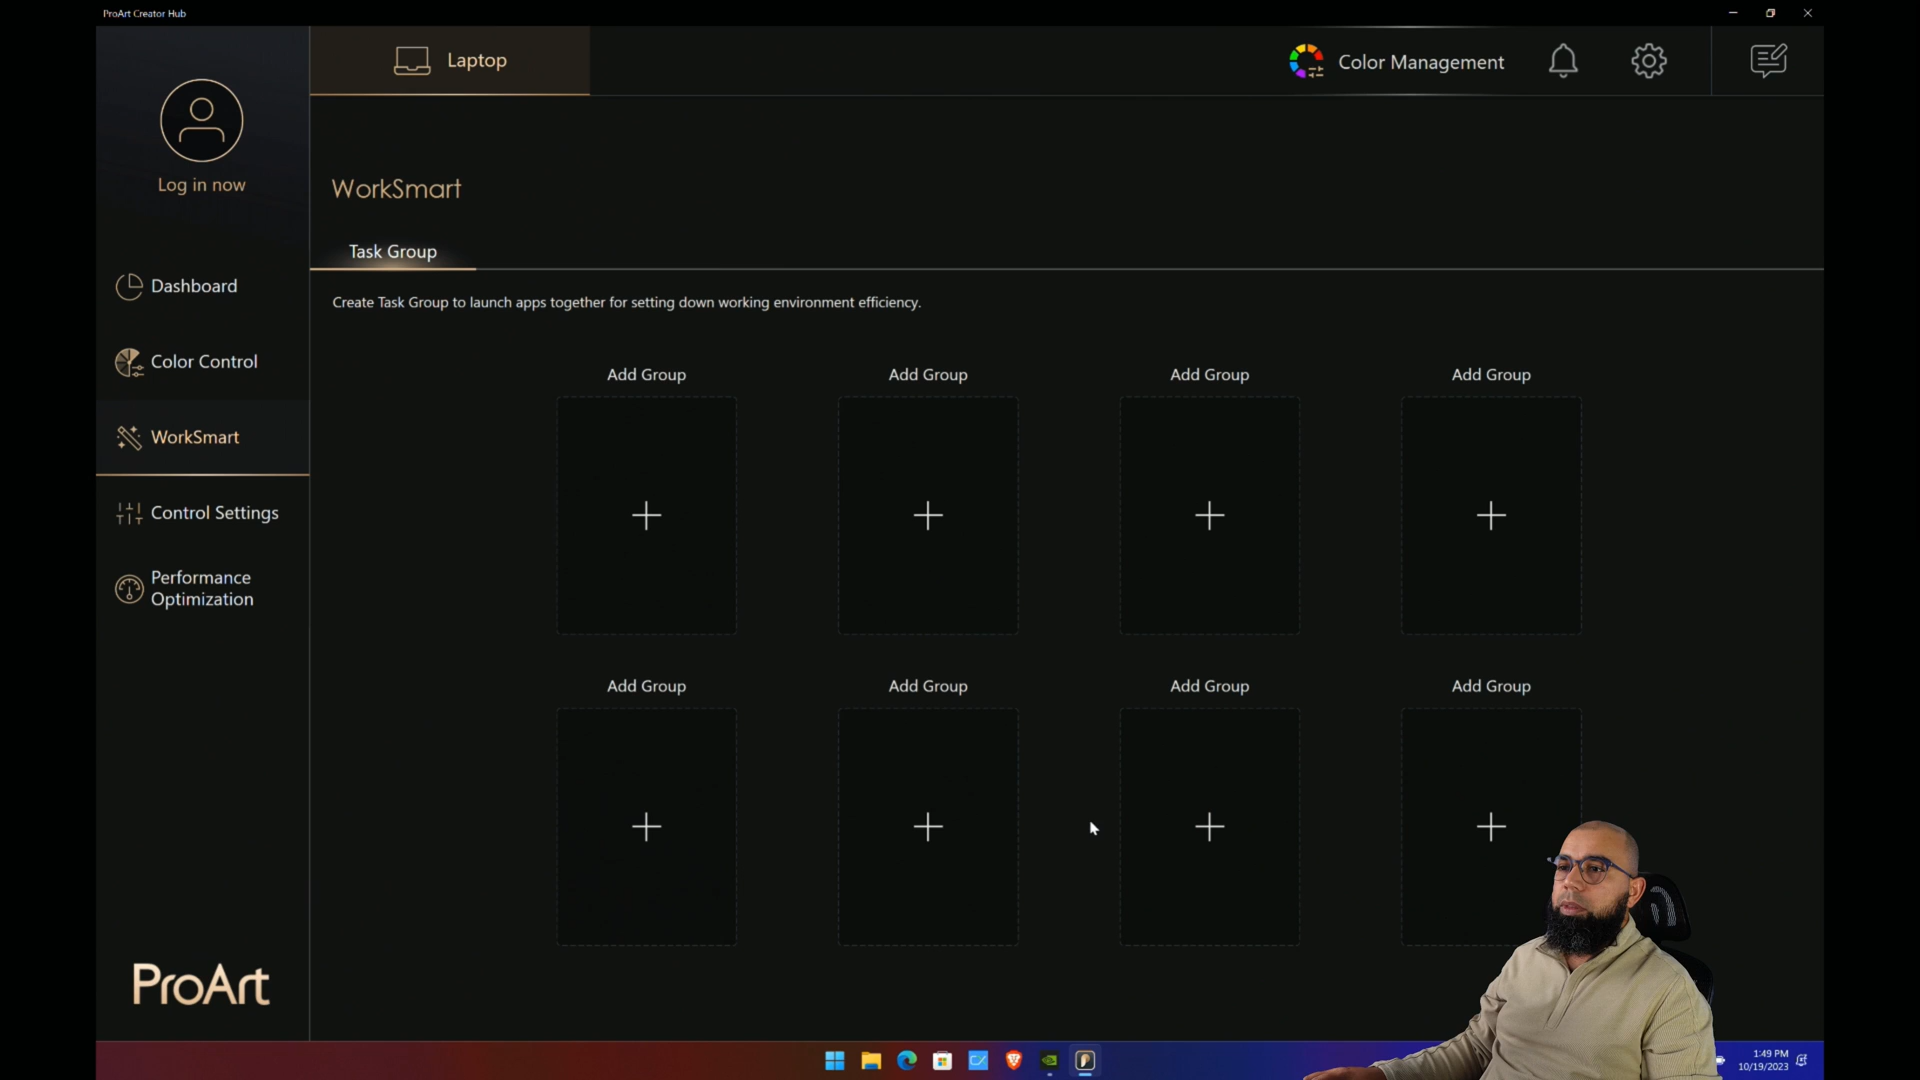 ProArt Creator Hub
Laptop
Color Management
Log in now
WorkSmart
Task Group
Dashboard
Create Task Group to launch apps together for setting down working environment efficiency.
Color Control
Add Group
Add Group
Add Group
Add Group
WorkSmart
Control Settings
Performance
Optimization
Add Group
Add Group
Add Group
Add Group
ProArt
1:49 PM
10/19/2023